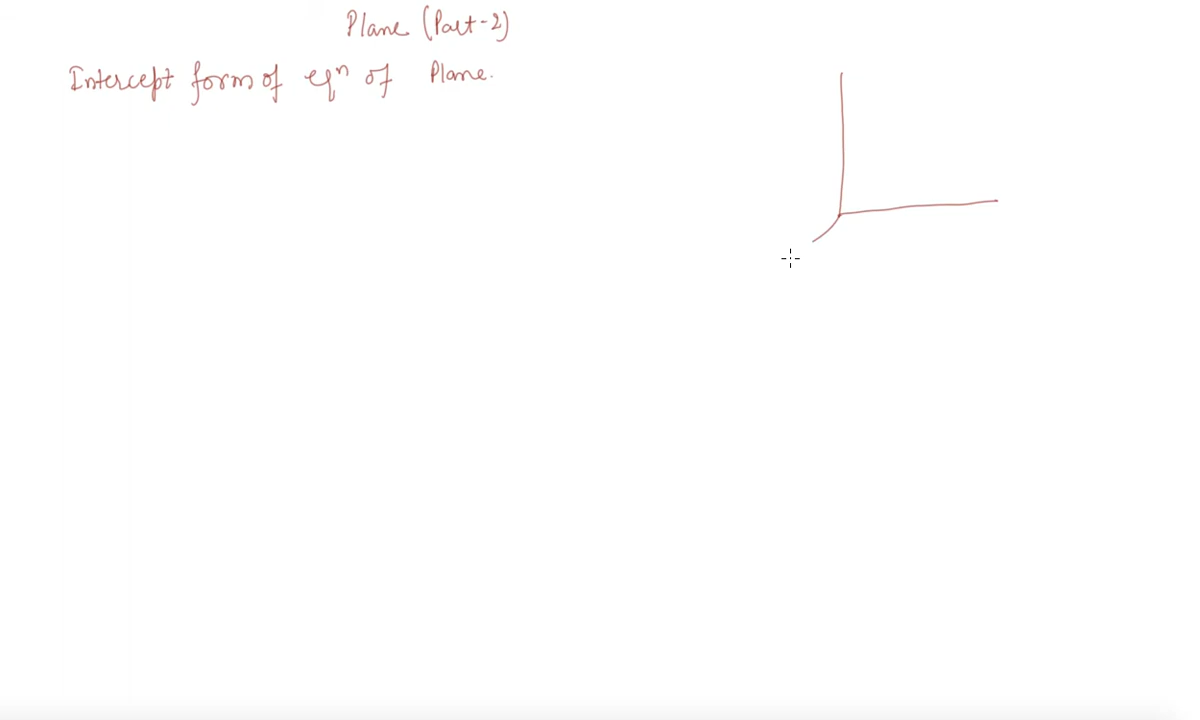 Plane (Part-2)
Intercept form of eqⁿ of Plane.